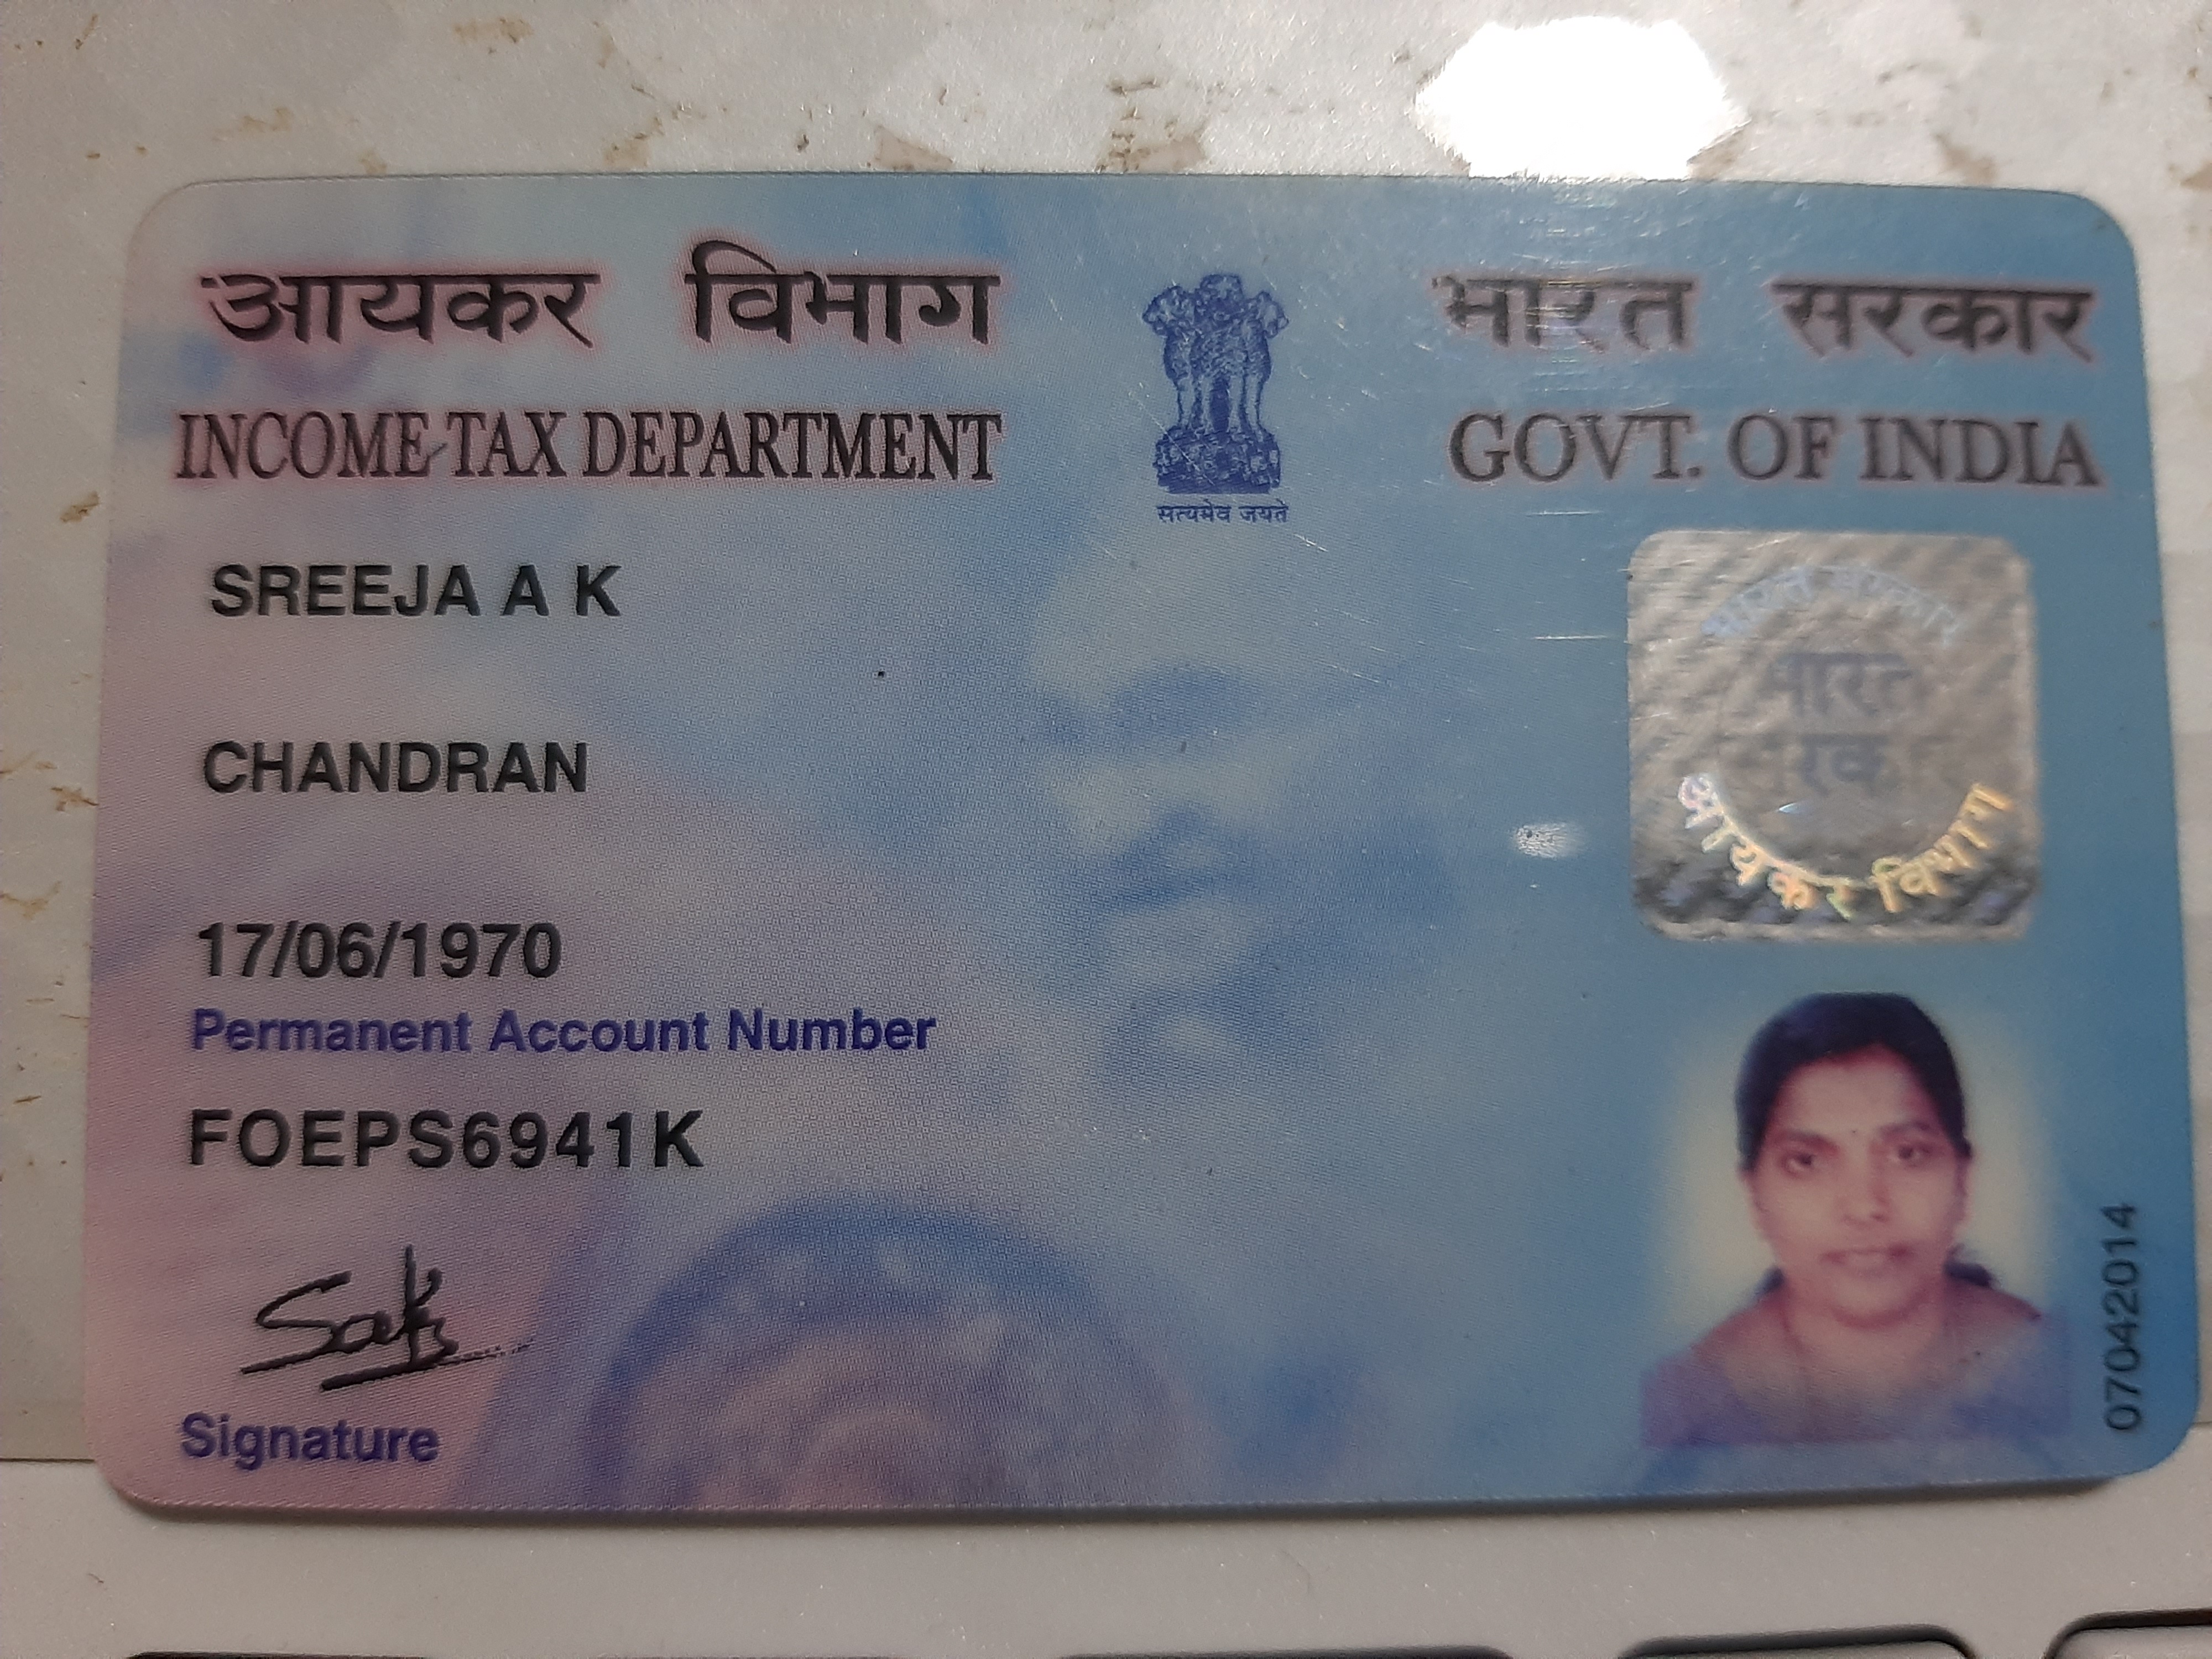 आयकर विभाग
INCOME TAX DEPARTMENT
सत्यमेव जयते
भारत सरकार
GOVT. OF INDIA
SREEJA A K
CHANDRAN
17/06/1970
Permanent Account Number
FOEPS6941K
Signature
आयकर विभाग
07042014